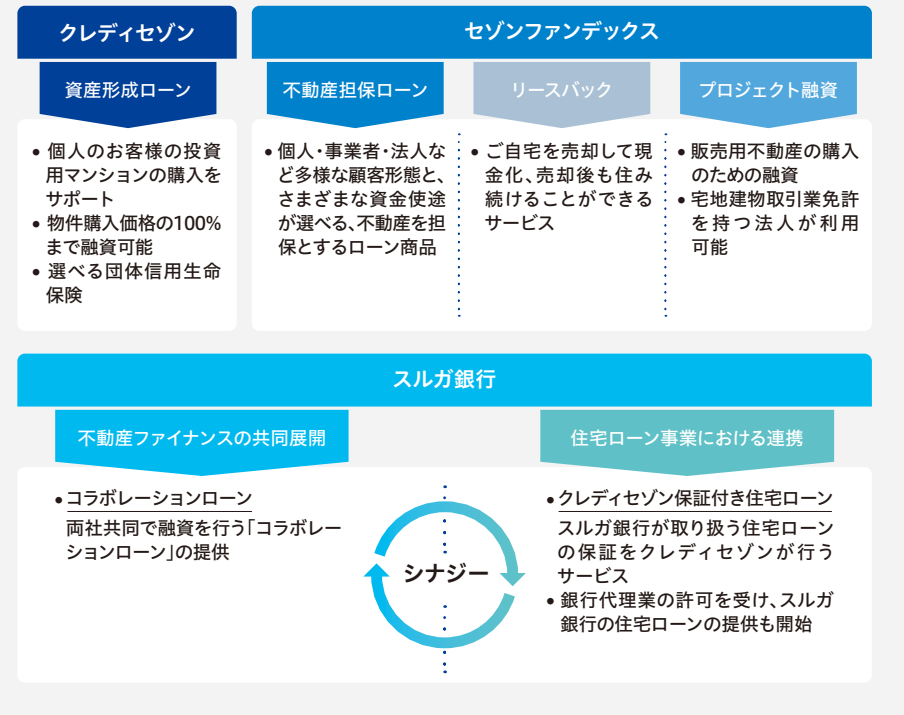 クレディセゾン
資産形成ローン
• 個人のお客様の投資
用マンションの購入を
サポート
• 物件購入価格の100%
まで融資可能
• 選べる団体信用生命
保険
セゾンファンデックス
不動産担保ローン
• 個人・事業者・法人な
ど多様な顧客形態と、
さまざまな資金使途
が選べる、不動産を担
保とするローン商品
リースバック
• ご自宅を売却して現
金化、売却後も住み
続けることができる
サービス
プロジェクト融資
• 販売用不動産の購入
のための融資
• 宅地建物取引業免許
を持つ法人が利用
可能
スルガ銀行
不動産ファイナンスの共同展開
• コラボレーションローン
両社共同で融資を行う「コラボレー
ションローン」の提供
シナジー
住宅ローン事業における連携
• クレディセゾン保証付き住宅ローン
スルガ銀行が取り扱う住宅ローン
の保証をクレディセゾンが行う
サービス
• 銀行代理業の許可を受け、スルガ
銀行の住宅ローンの提供も開始